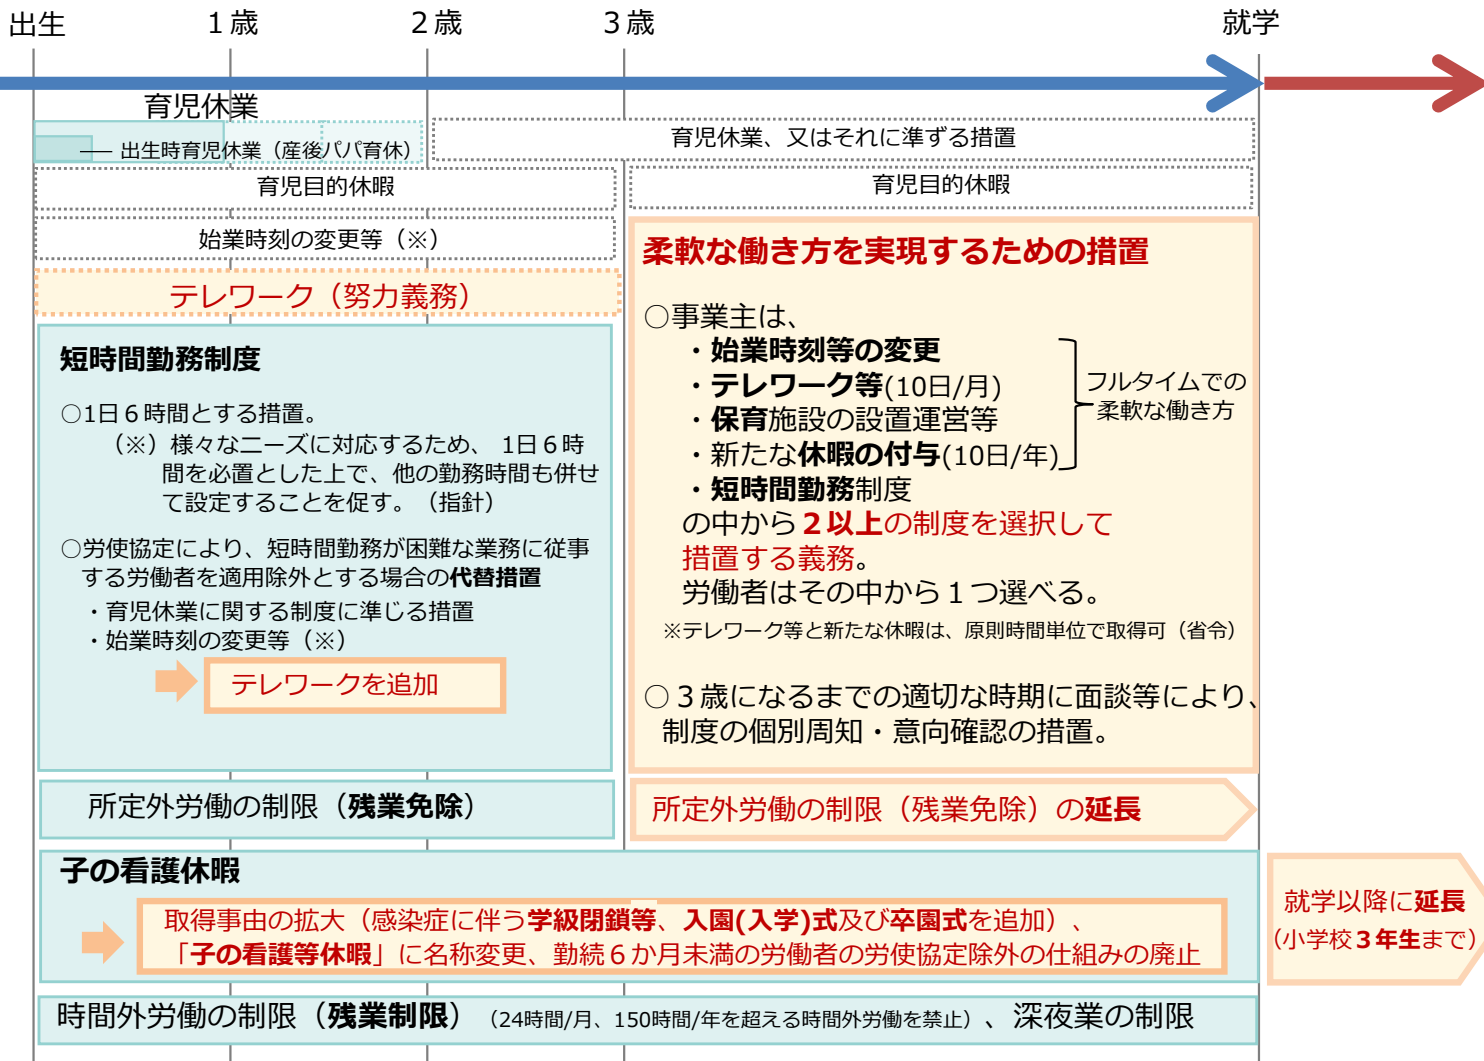 出生
1歳
2歳
3歳
就学
育児休業
出生時育児休業（産後パパ育休）
育児休業、又はそれに準ずる措置
育児目的休暇
育児目的休暇
始業時刻の変更等（※）
テレワーク（努力義務）
短時間勤務制度
○1日６時間とする措置。
（※）様々なニーズに対応するため、 1日６時
間を必置とした上で、他の勤務時間も併せ
て設定することを促す。（指針）
○労使協定により、短時間勤務が困難な業務に従事
する労働者を適用除外とする場合の代替措置
・育児休業に関する制度に準じる措置
・始業時刻の変更等（※）
テレワークを追加
柔軟な働き方を実現するための措置
○事業主は、
・始業時刻等の変更
・テレワーク等(10日/月)
・保育施設の設置運営等
・新たな休暇の付与(10日/年)
・短時間勤務制度
フルタイムでの
柔軟な働き方
の中から２以上の制度を選択して
措置する義務。
労働者はその中から１つ選べる。
※テレワーク等と新たな休暇は、原則時間単位で取得可（省令）
○３歳になるまでの適切な時期に面談等により、
制度の個別周知・意向確認の措置。
所定外労働の制限（残業免除）
所定外労働の制限（残業免除）の延長
子の看護休暇
取得事由の拡大（感染症に伴う学級閉鎖等、入園(入学)式及び卒園式を追加）、
「子の看護等休暇」に名称変更、勤続６か月未満の労働者の労使協定除外の仕組みの廃止
就学以降に延長
（小学校３年生まで）
時間外労働の制限（残業制限）（24時間/月、150時間/年を超える時間外労働を禁止）、深夜業の制限